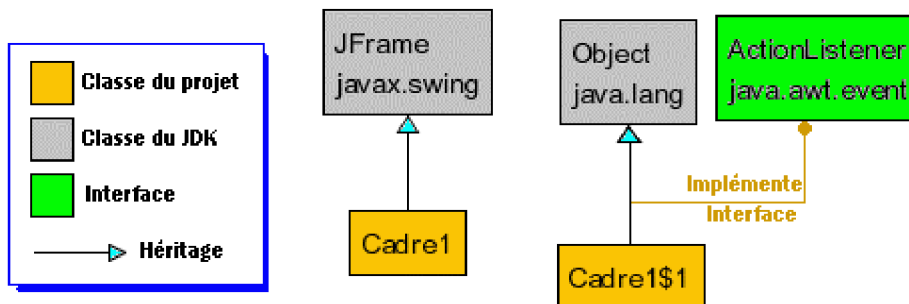 Classe du projet
Classe du JDK
Interface
Héritage
JFrame
javax.swing
Cadre1
Object
java.lang
ActionListener
java.awt.event
Implémente
Interface
Cadre1$1